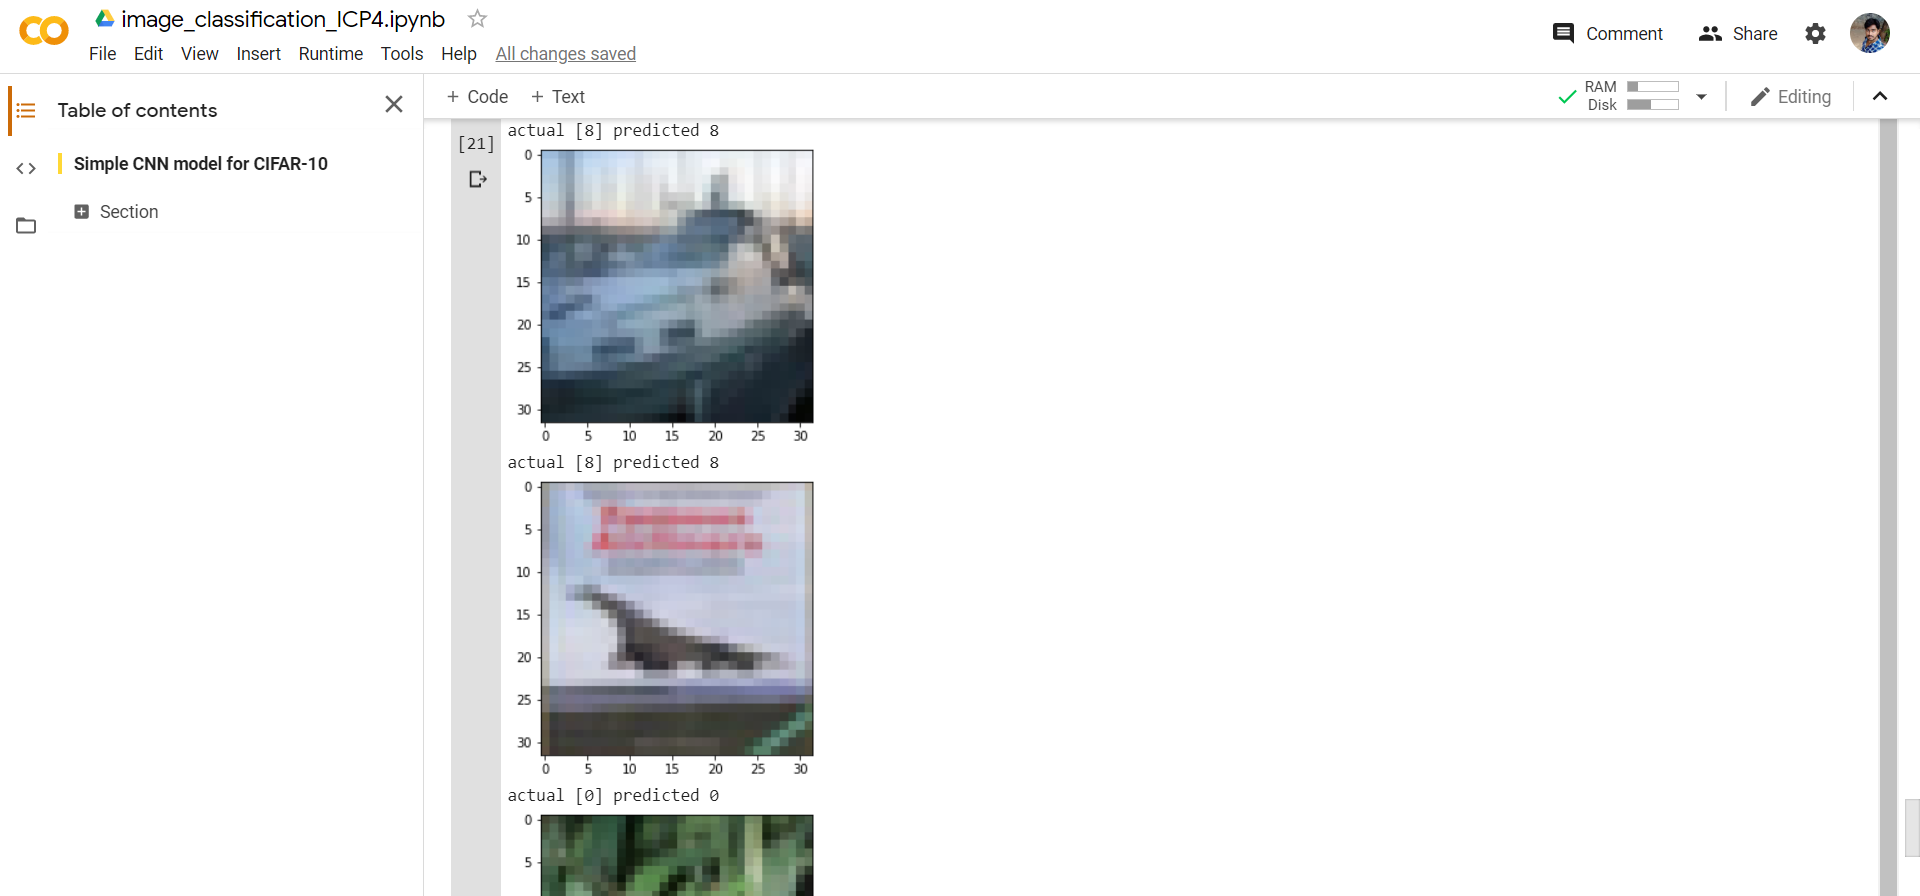 image_classification_ICP4.ipynb
File Edit View Insert Runtime Tools Help All changes saved
Comment
Share
Table of contents
Simple CNN model for CIFAR-10
Section
+ Code + Text
RAM
Disk
Editing
[21]
actual [8] predicted 8
0
5
10
15
20
25
30
0 5 10 15 20 25 30
actual [8] predicted 8
0
5
10
15
20
25
30
0 5 10 15 20 25 30
actual [0] predicted 0
0
5